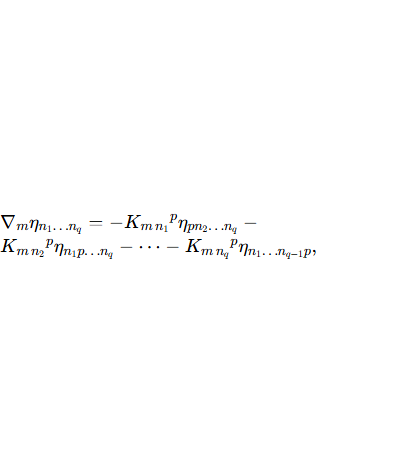 ∇_m η_{n_1…n_q} = −K_{m n_1}{}^p η_{p n_2…n_q} −
K_{m n_2}{}^p η_{n_1 p…n_q} − ⋯ − K_{m n_q}{}^p η_{n_1…n_{q−1} p},